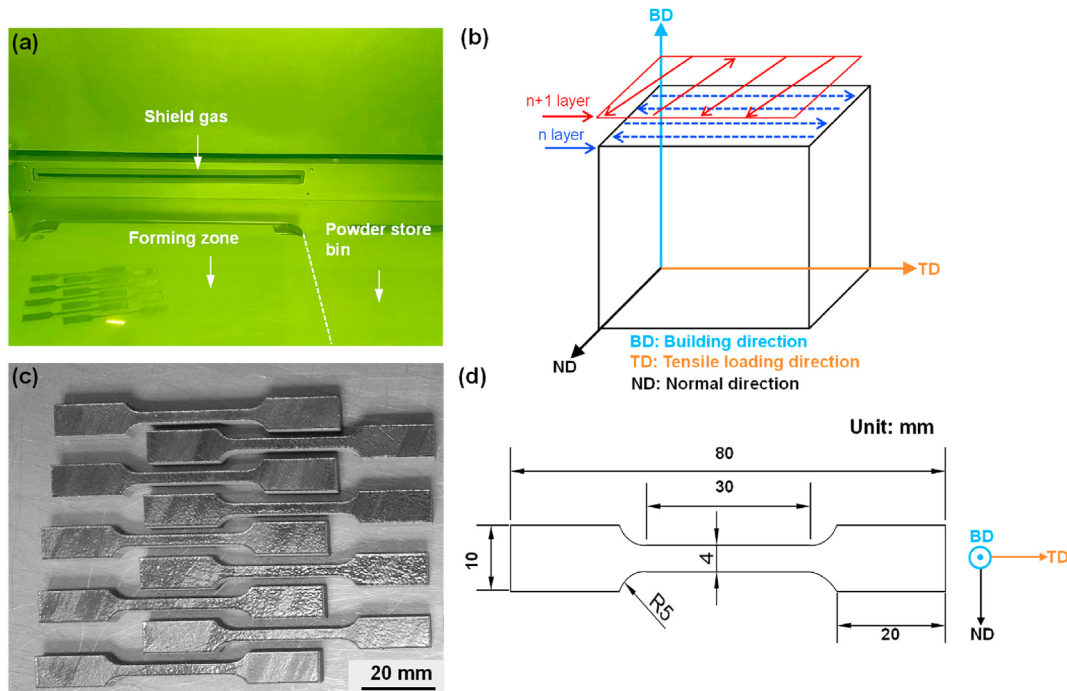 (a)
Shield gas
Forming zone
Powder store
bin
(b)
BD
n+1 layer
n layer
TD
ND
BD: Building direction
TD: Tensile loading direction
ND: Normal direction
(c)
20 mm
(d)
Unit: mm
80
30
10
4
R5
20
BD
TD
ND